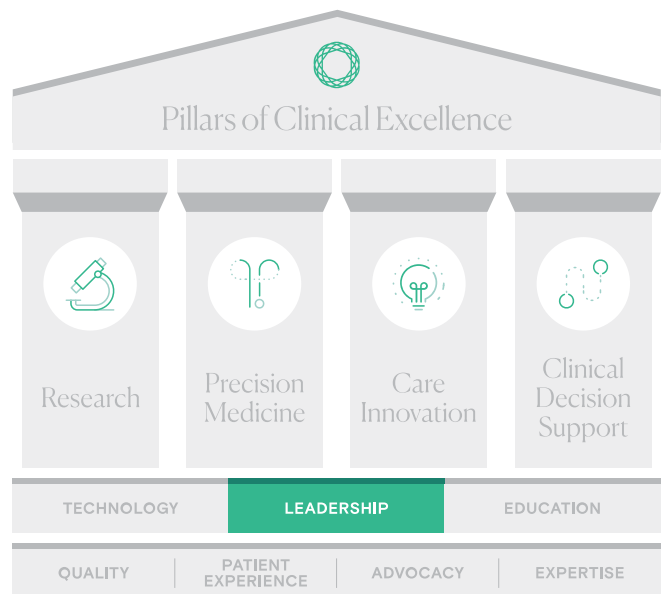 Pillars of Clinical Excellence
Research
Precision
Medicine
Care
Innovation
Clinical
Decision
Support
TECHNOLOGY
LEADERSHIP
EDUCATION
QUALITY
PATIENT
EXPERIENCE
ADVOCACY
EXPERTISE